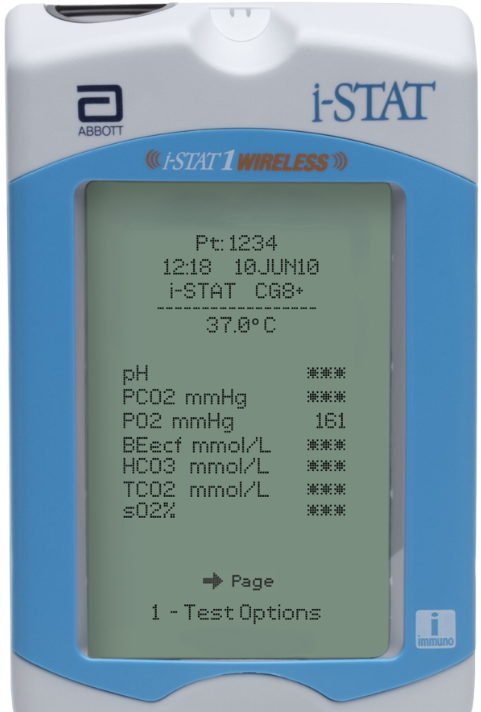 ABBOTT
i-STAT
i-STAT 1 WIRELESS
Pt: 1234
12:18 10JUN10
i-STAT CG8+
37.0°C
pH ***
PCO2 mmHg ***
PO2 mmHg 161
BEecf mmol/L ***
HCO3 mmol/L ***
TCO2 mmol/L ***
sO2% ***
→ Page
1 - Test Options
i
immuno